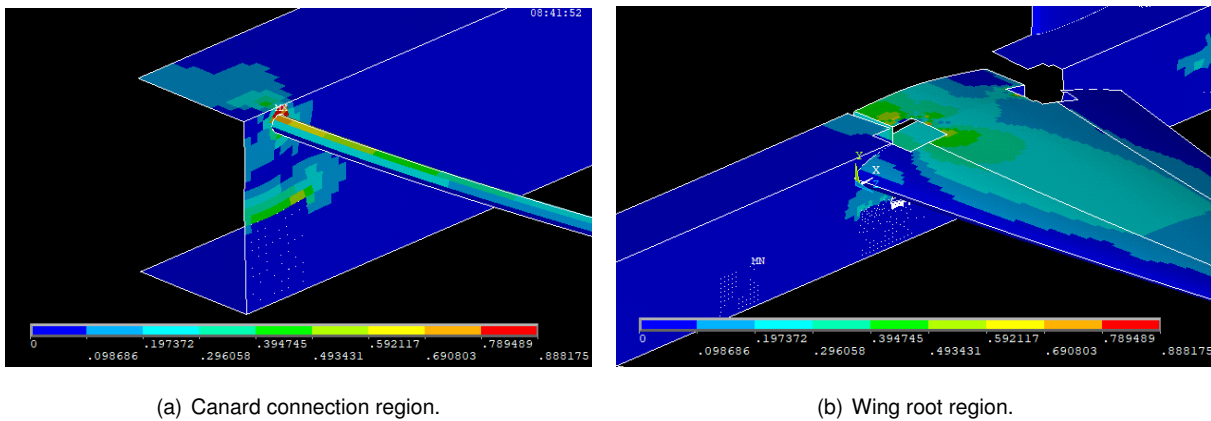 08:41:52
MX
0 .197372 .394745 .592117 .789489
.098686 .296058 .493431 .690803 .888175
(a) Canard connection region.
Y
X
Z
MN
0 .197372 .394745 .592117 .789489
.098686 .296058 .493431 .690803 .888175
(b) Wing root region.